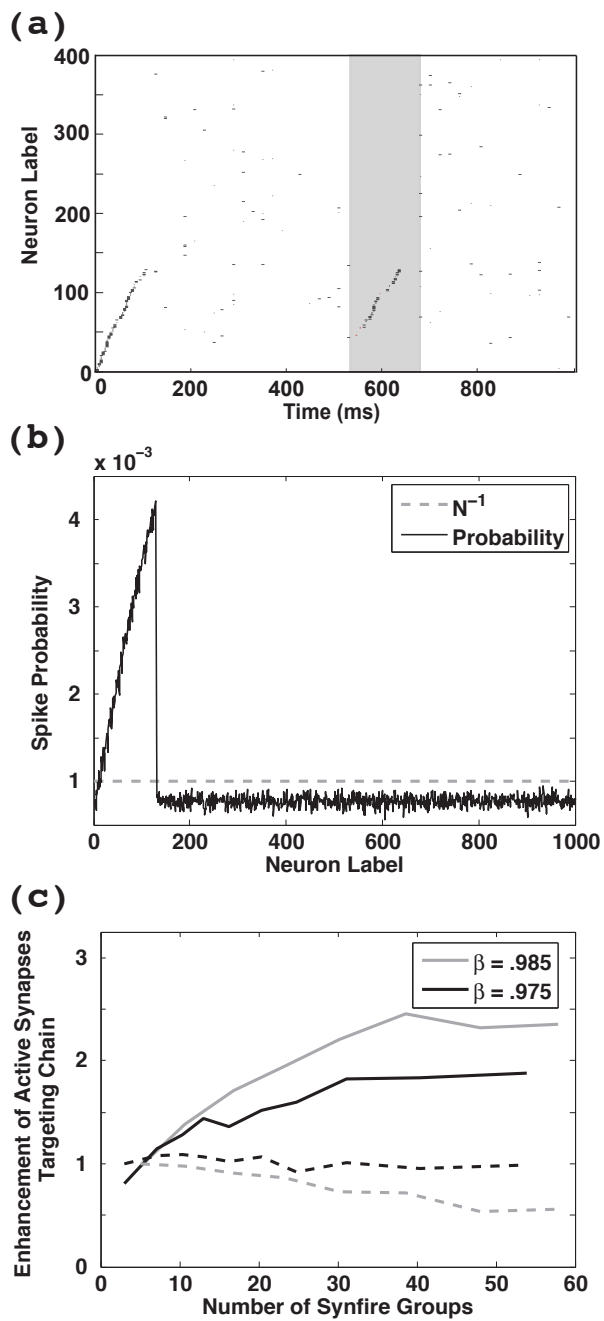 (a)
400
300
200
100
0
Neuron Label
0 200 400 600 800
Time (ms)
(b)
x 10⁻³
4
3
2
1
Spike Probability
N⁻¹
Probability
0 200 400 600 800 1000
Neuron Label
(c)
3
2
1
0
Enhancement of Active Synapses
Targeting Chain
β = .985
β = .975
0 10 20 30 40 50 60
Number of Synfire Groups